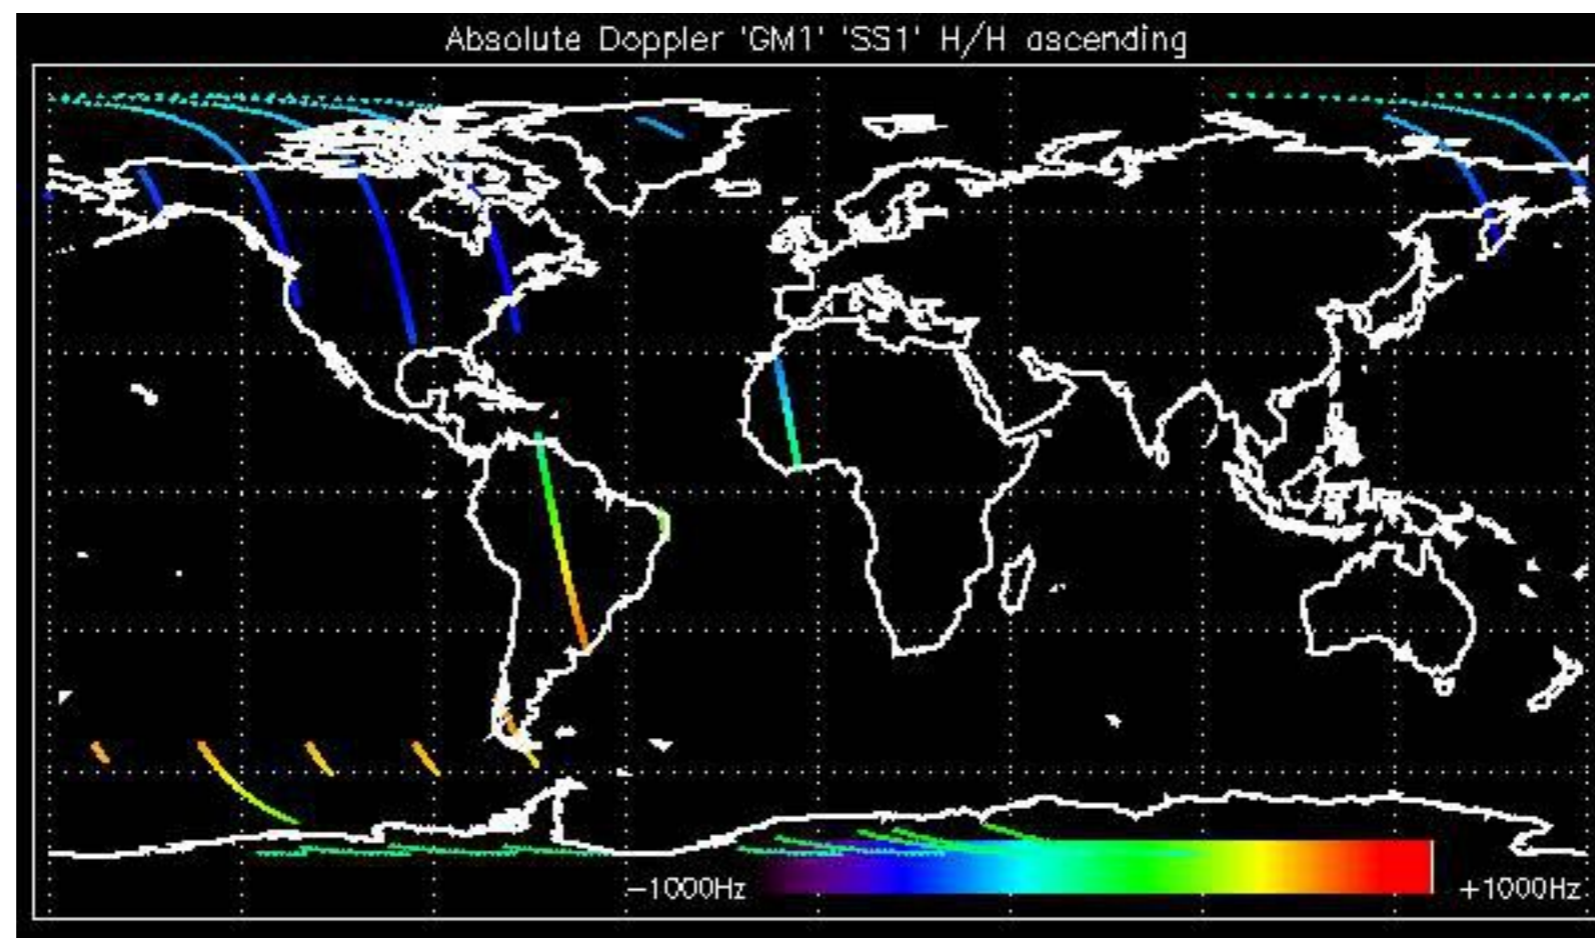 Absolute Doppler 'GM1' 'SS1' H/H ascending
-1000Hz +1000Hz